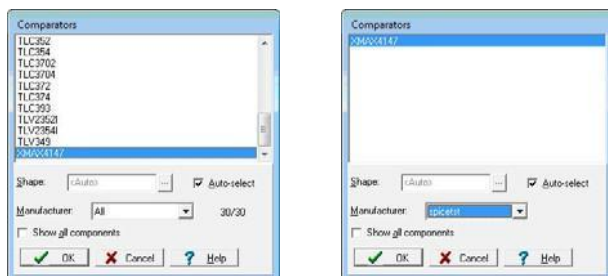 Comparators
TLC352
TLC354
TLC3702
TLC3704
TLC372
TLC374
TLC393
TLV2352I
TLV2354I
TLV349
XMAX4147
Shape: <Auto> ... Auto-select
Manufacturer: All 30/30
Show all components
OK Cancel ? Help
Comparators
XMAX4147
Shape: <Auto> ... Auto-select
Manufacturer: spicetst
Show all components
OK Cancel ? Help